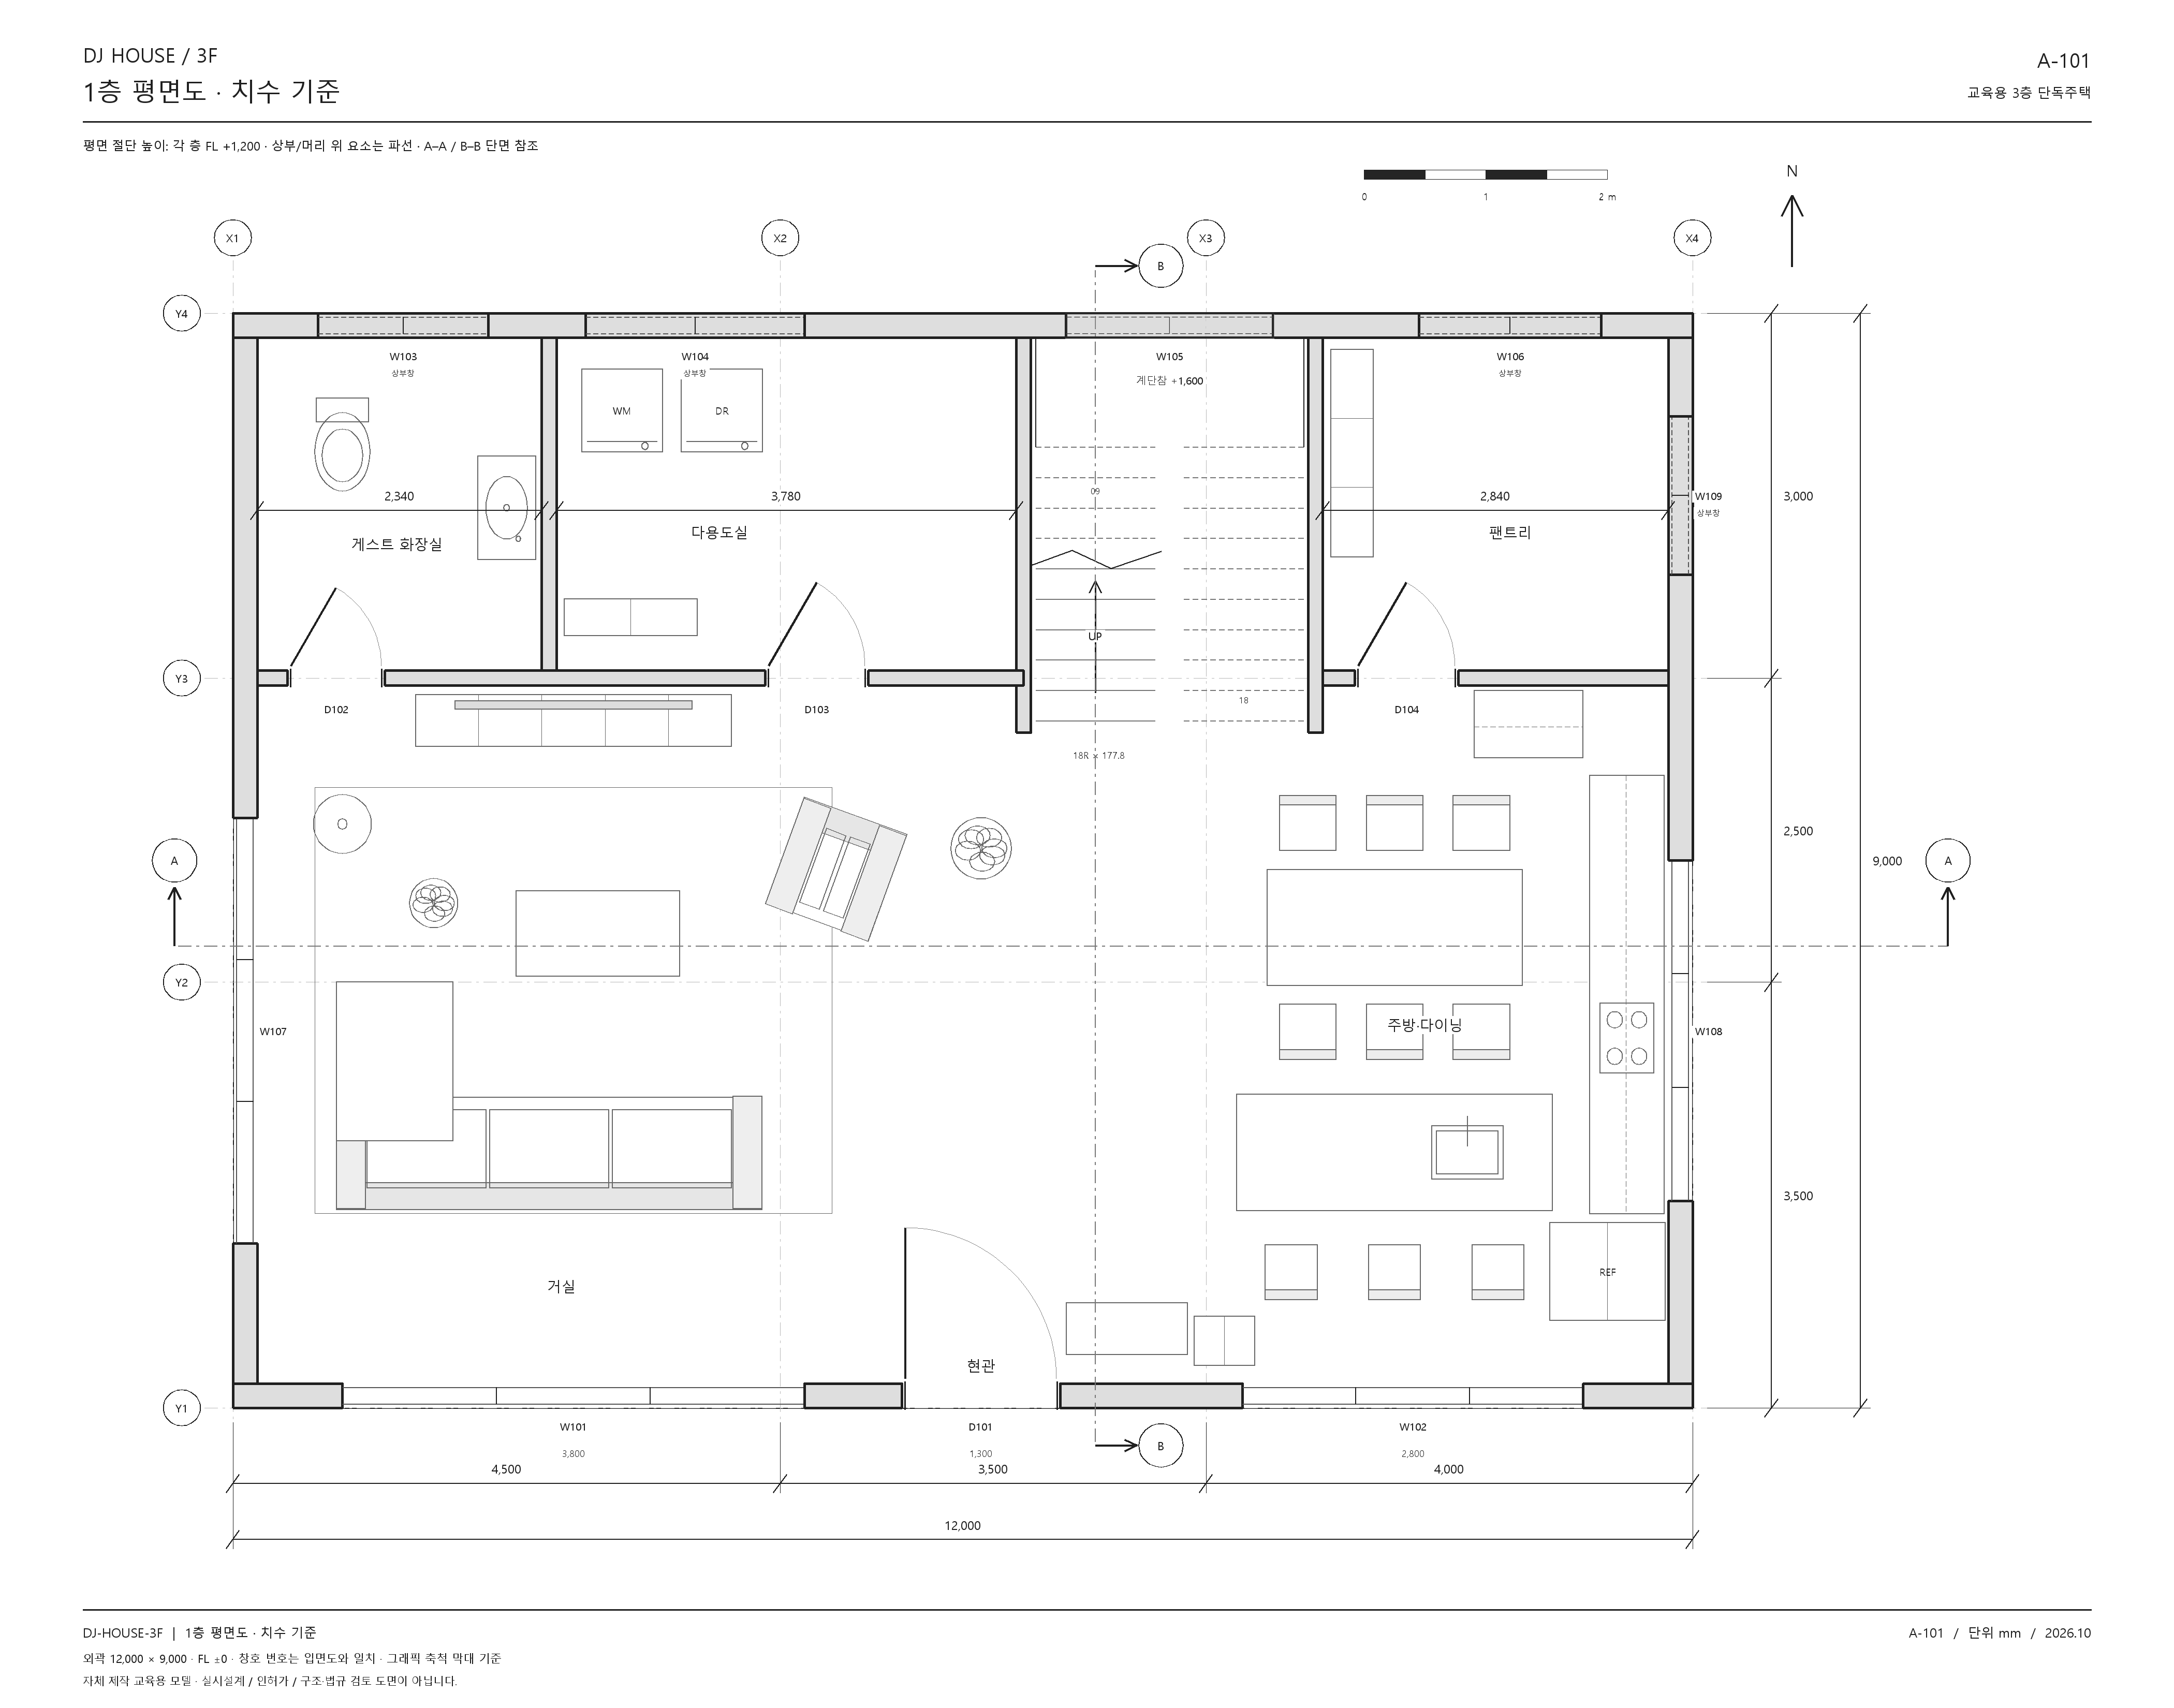 DJ HOUSE / 3F
A-101
1층 평면도 · 치수 기준
교육용 3층 단독주택
평면 절단 높이: 각 층 FL +1,200 · 상부/머리 위 요소는 파선 · A–A / B–B 단면 참조
N
0 1 2 m
X1 X2 X3 X4
B
Y4
W103 W104 W105 W106
상부창 상부창 계단참 +1,600 상부창
WM DR
09
2,340 3,780 2,840 W109 3,000
상부창
게스트 화장실 다용도실 팬트리
UP
Y3
18
D102 D103 D104
18R × 177.8
2,500
A 9,000 A
Y2
주방·다이닝
W107 W108
3,500
REF
거실
현관
Y1
W101 D101 W102
B
3,800 1,300 2,800
4,500 3,500 4,000
12,000
DJ-HOUSE-3F | 1층 평면도 · 치수 기준
A-101 / 단위 mm / 2026.10
외곽 12,000 × 9,000 · FL ±0 · 창호 번호는 입면도와 일치 · 그래픽 축척 막대 기준
자체 제작 교육용 모델 · 실시설계 / 인허가 / 구조·법규 검토 도면이 아닙니다.